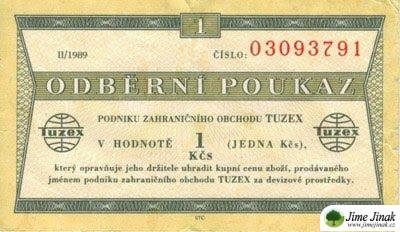 1
II/1989
ČÍSLO: 03093791
ODBĚRNÍ POUKAZ
PODNIKU ZAHRANIČNÍHO OBCHODU TUZEX
Tuzex
V HODNOTĚ 1 (JEDNA Kčs),
Kčs
Tuzex
který opravňuje jeho držitele uhradit kupní cenu zboží, prodávaného
jménem podniku zahraničního obchodu TUZEX za devizové prostředky.
STC
Jíme Jinak
www.jimejinak.cz